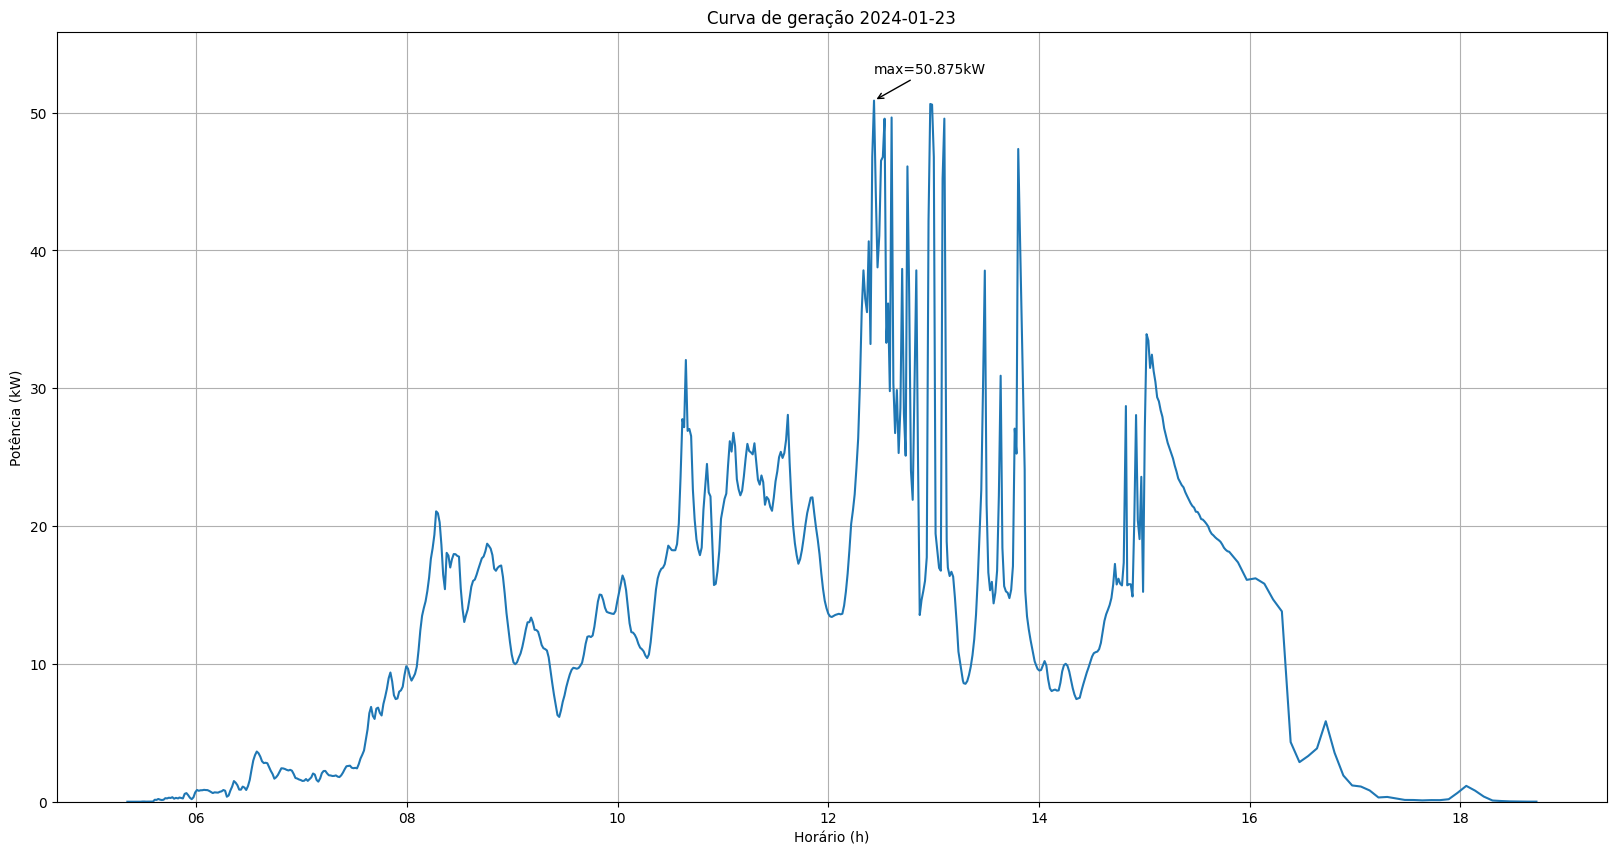 Curva de geração 2024-01-23
max=50.875kW
50
40
30
20
10
0
Potência (kW)
06 08 10 12 14 16 18
Horário (h)